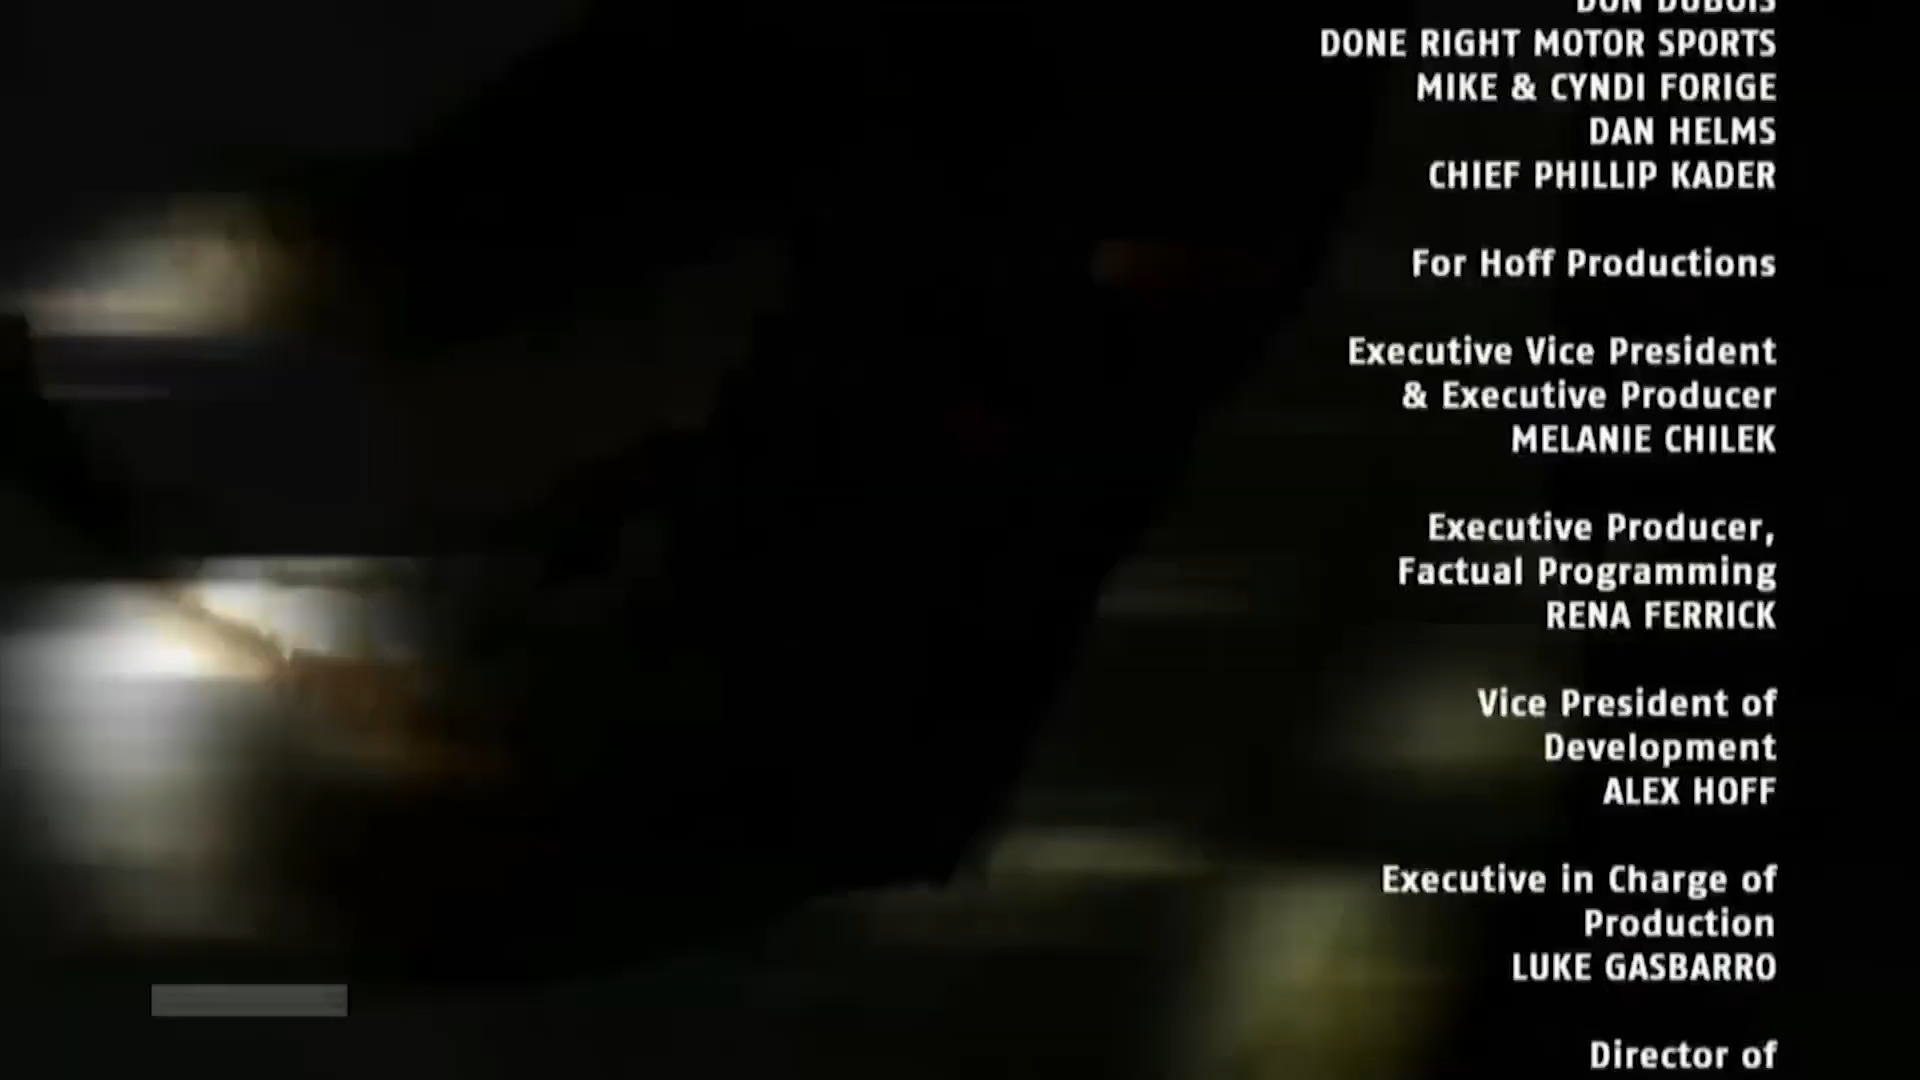 DON DUBOIS
DONE RIGHT MOTOR SPORTS
MIKE & CYNDI FORIGE
DAN HELMS
CHIEF PHILLIP KADER
For Hoff Productions
Executive Vice President
& Executive Producer
MELANIE CHILEK
Executive Producer,
Factual Programming
RENA FERRICK
Vice President of
Development
ALEX HOFF
Executive in Charge of
Production
LUKE GASBARRO
Director of